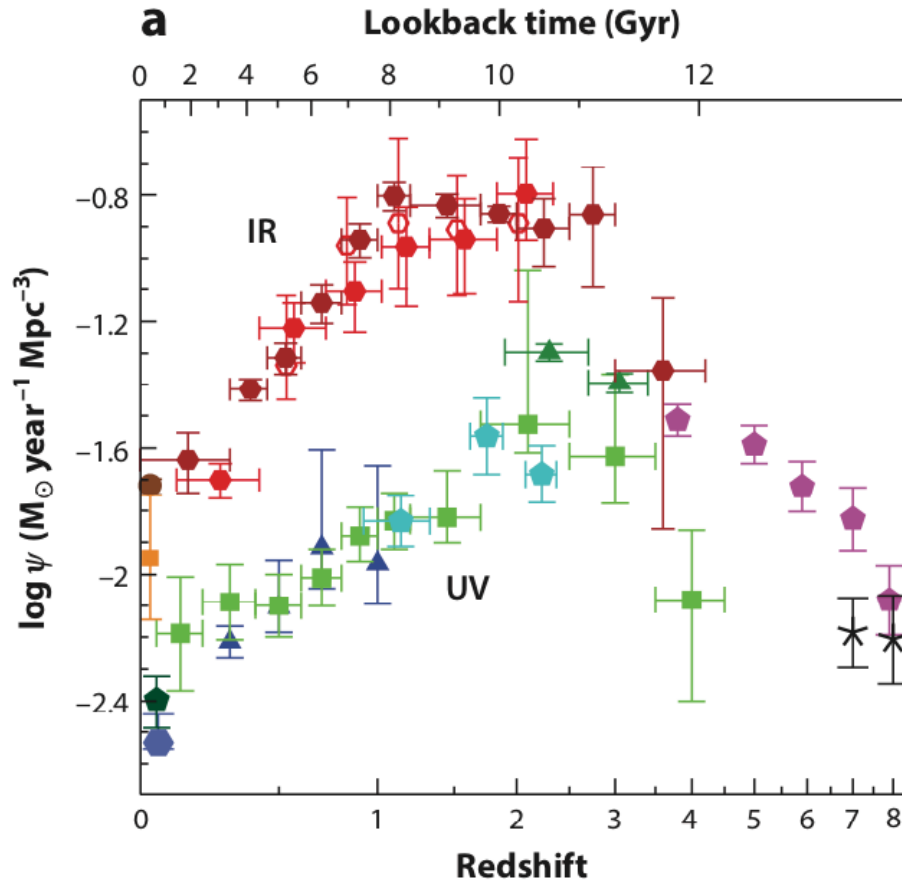 a
Lookback time (Gyr)
0 2 4 6 8 10 12
−0.8
IR
−1.2
−1.6
−2
UV
−2.4
log ψ (M⊙ year⁻¹ Mpc⁻³)
0 1 2 3 4 5 6 7 8
Redshift